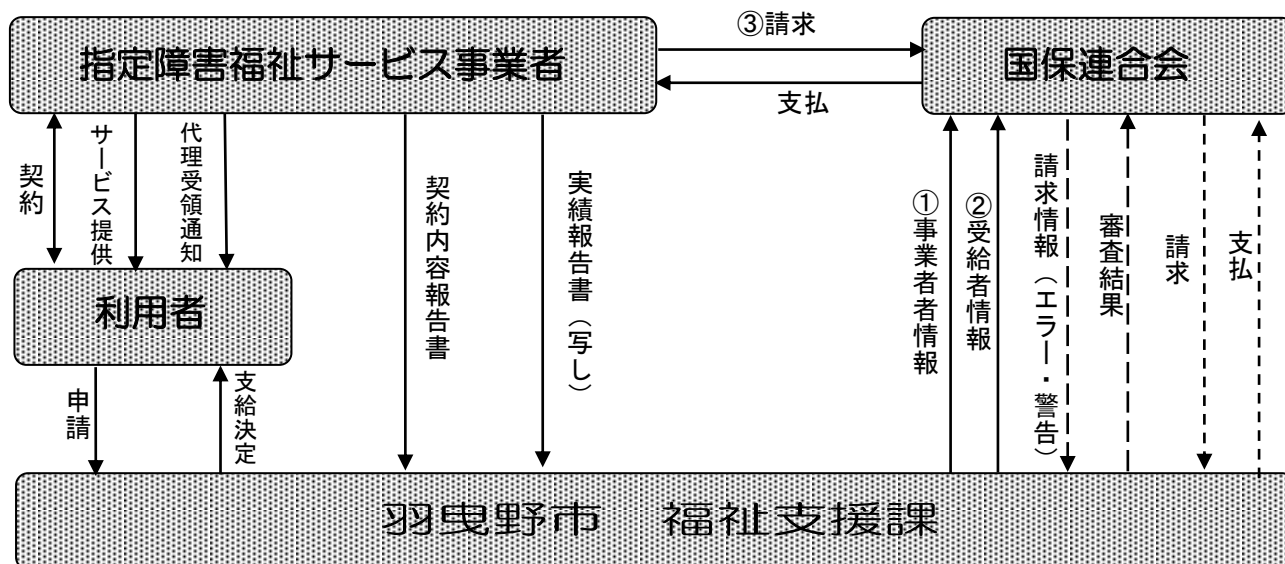 ③請求
指定障害福祉サービス事業者
国保連合会
支払
契約
サービス提供
代理受領通知
契約内容報告書
実績報告書（写し）
①事業者者情報
②受給者情報
請求情報（エラー・警告）
審査結果
請求
支払
利用者
申請
支給決定
羽曳野市　福祉支援課